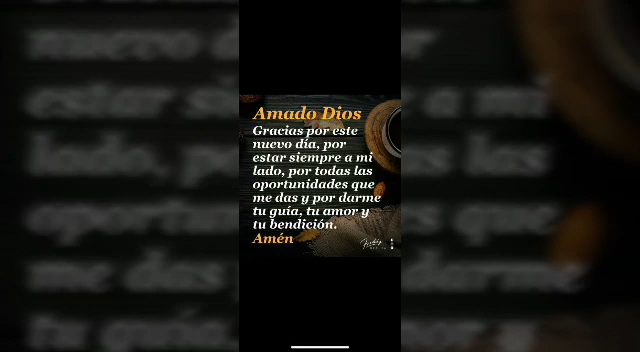 Amado Dios
Gracias por este
nuevo día, por
estar siempre a mi
lado, por todas las
oportunidades que
me das y por darme
tu guía, tu amor y
tu bendición.
Amén